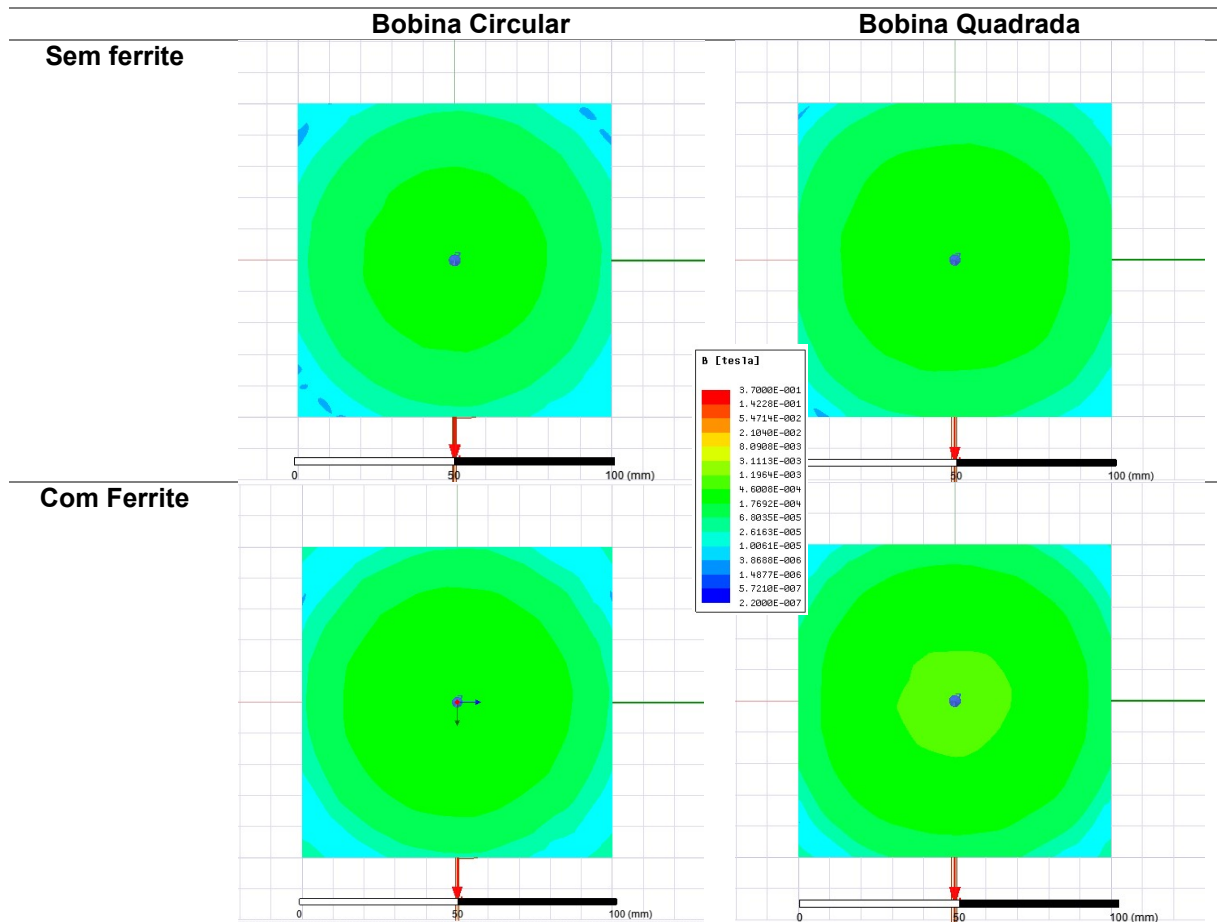 Bobina Circular Bobina Quadrada
Sem ferrite
B [tesla]
3.7000E-001
1.4228E-001
5.4714E-002
2.1040E-002
8.0908E-003
3.1113E-003
1.1964E-003
4.6008E-004
1.7692E-004
6.8035E-005
2.6163E-005
1.0061E-005
3.8688E-006
1.4877E-006
5.7210E-007
2.2000E-007
0 50 100 (mm)
50 100 (mm)
Com Ferrite
0 50 100 (mm)
0 50 100 (mm)